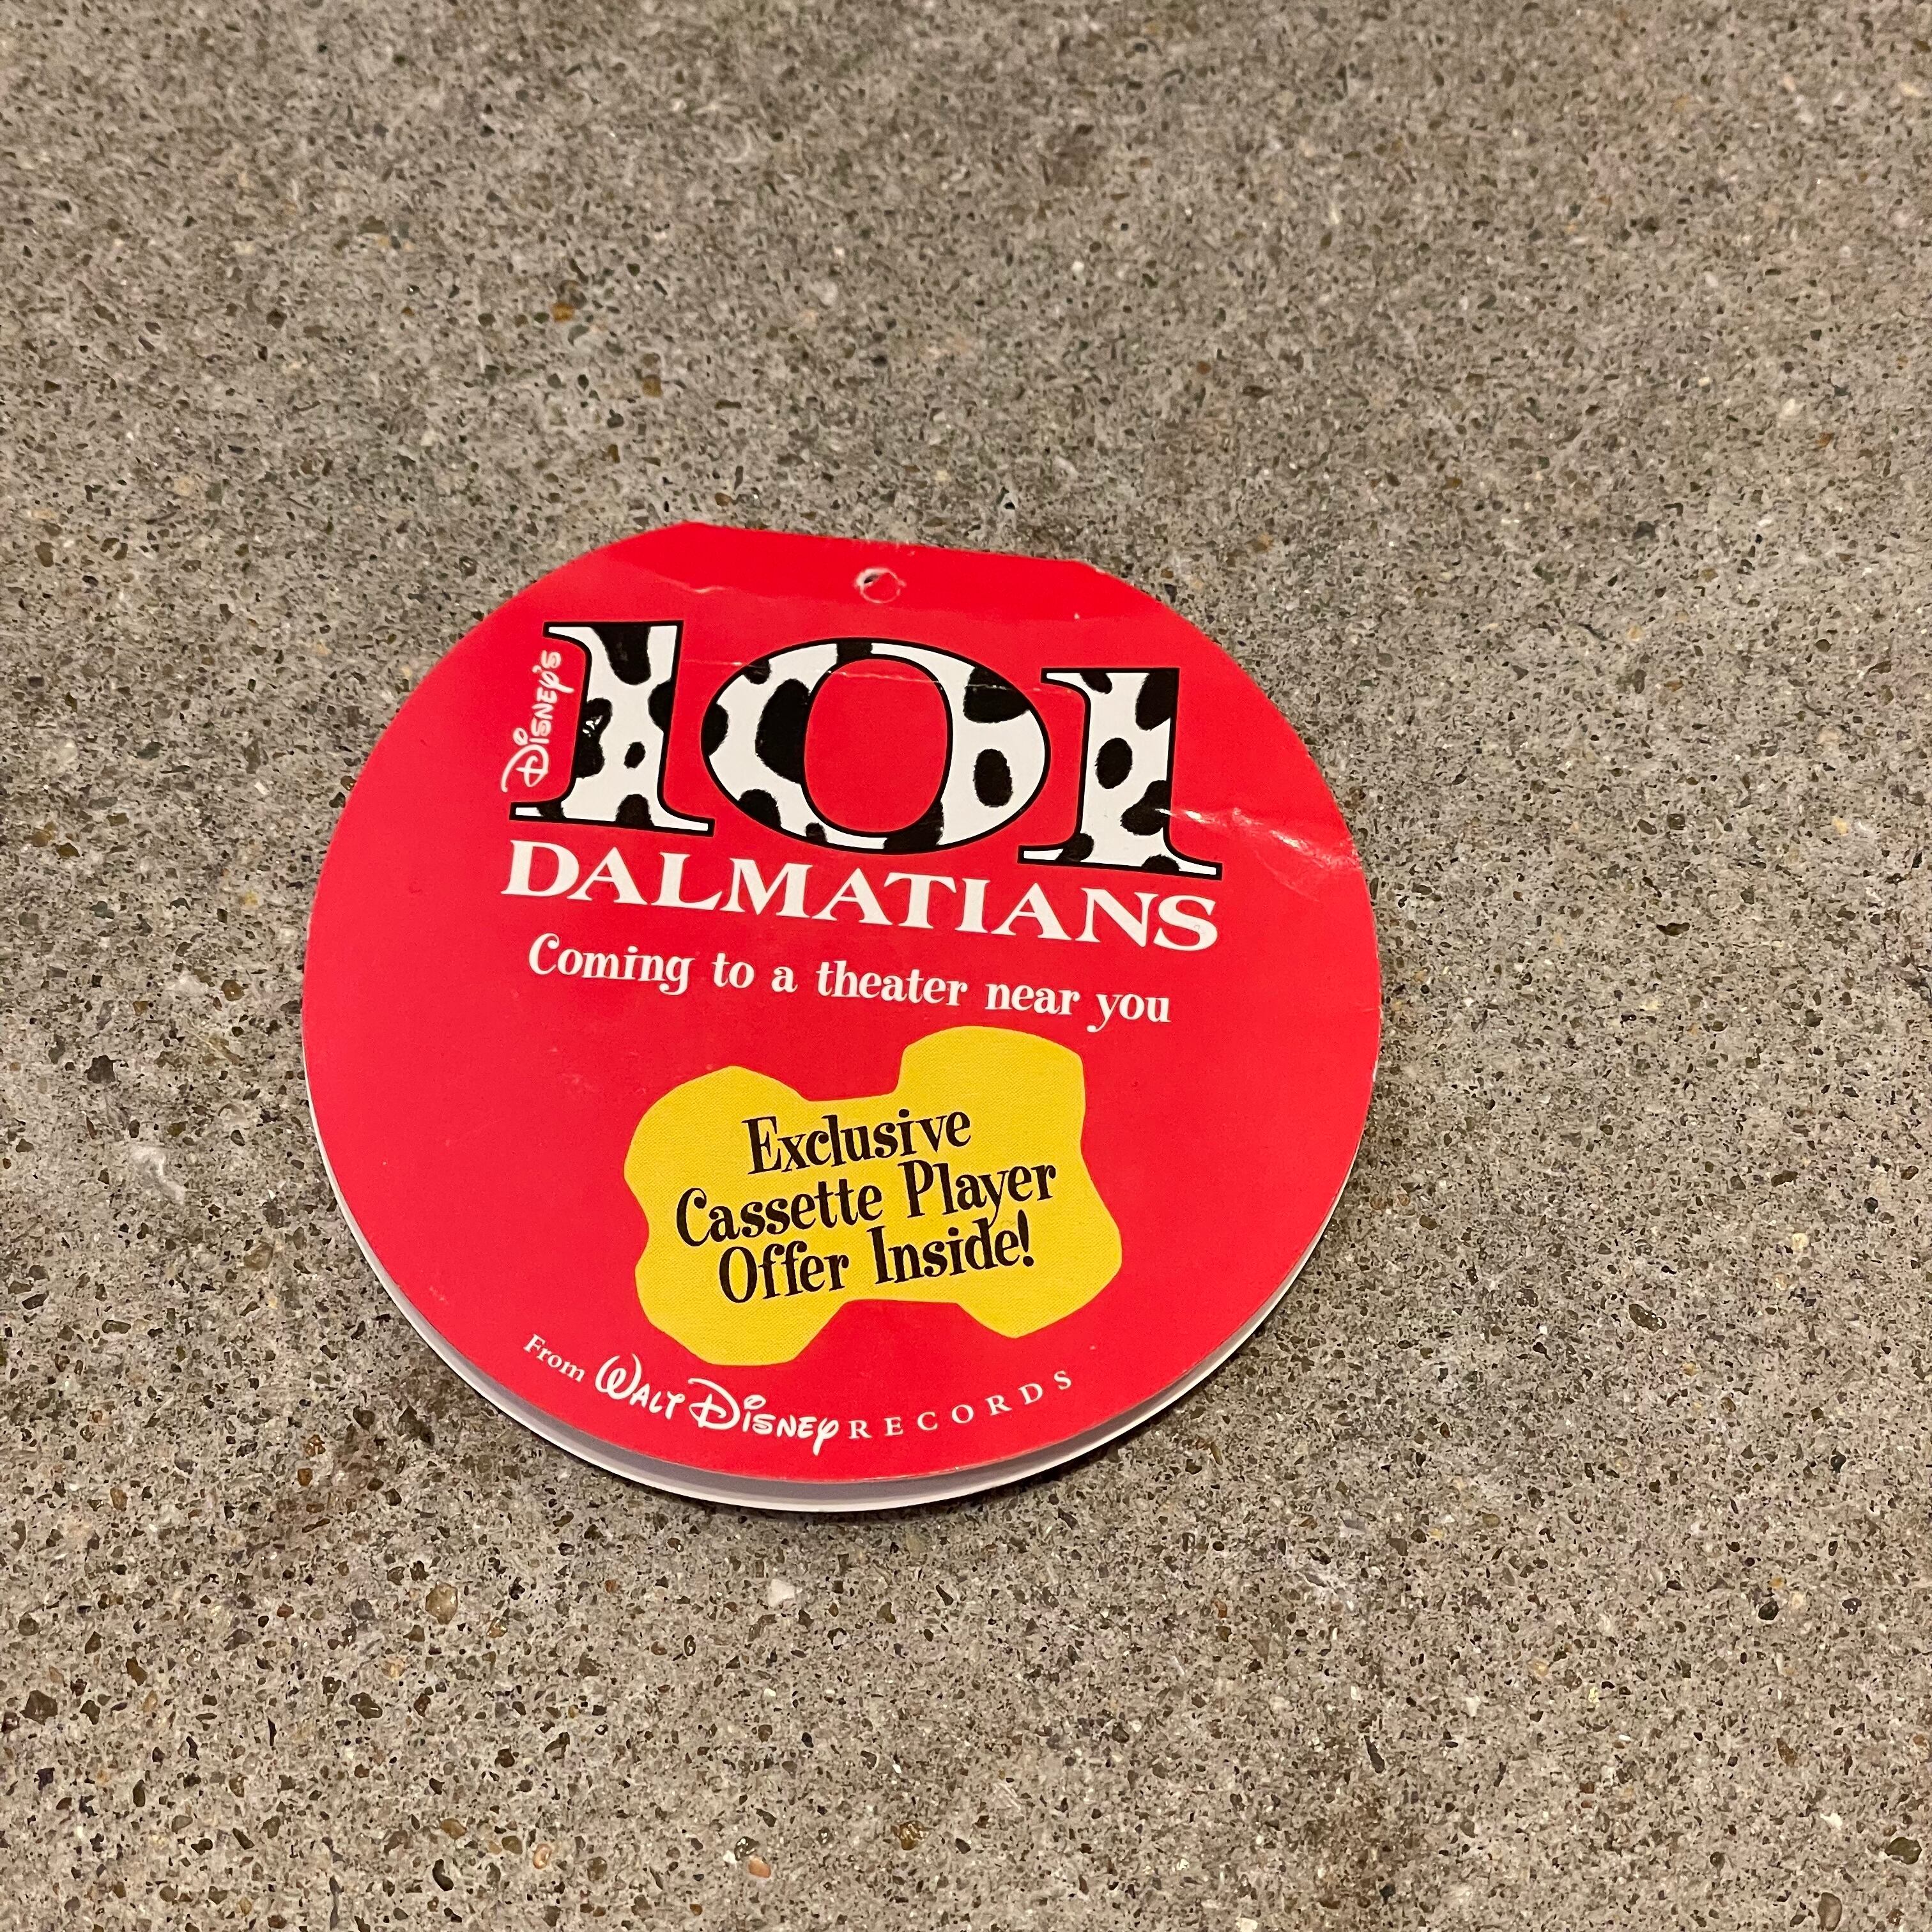 DISNEY'S
101
DALMATIANS
Coming to a theater near you
Exclusive
Cassette Player
Offer Inside!
From WALT DISNEY RECORDS